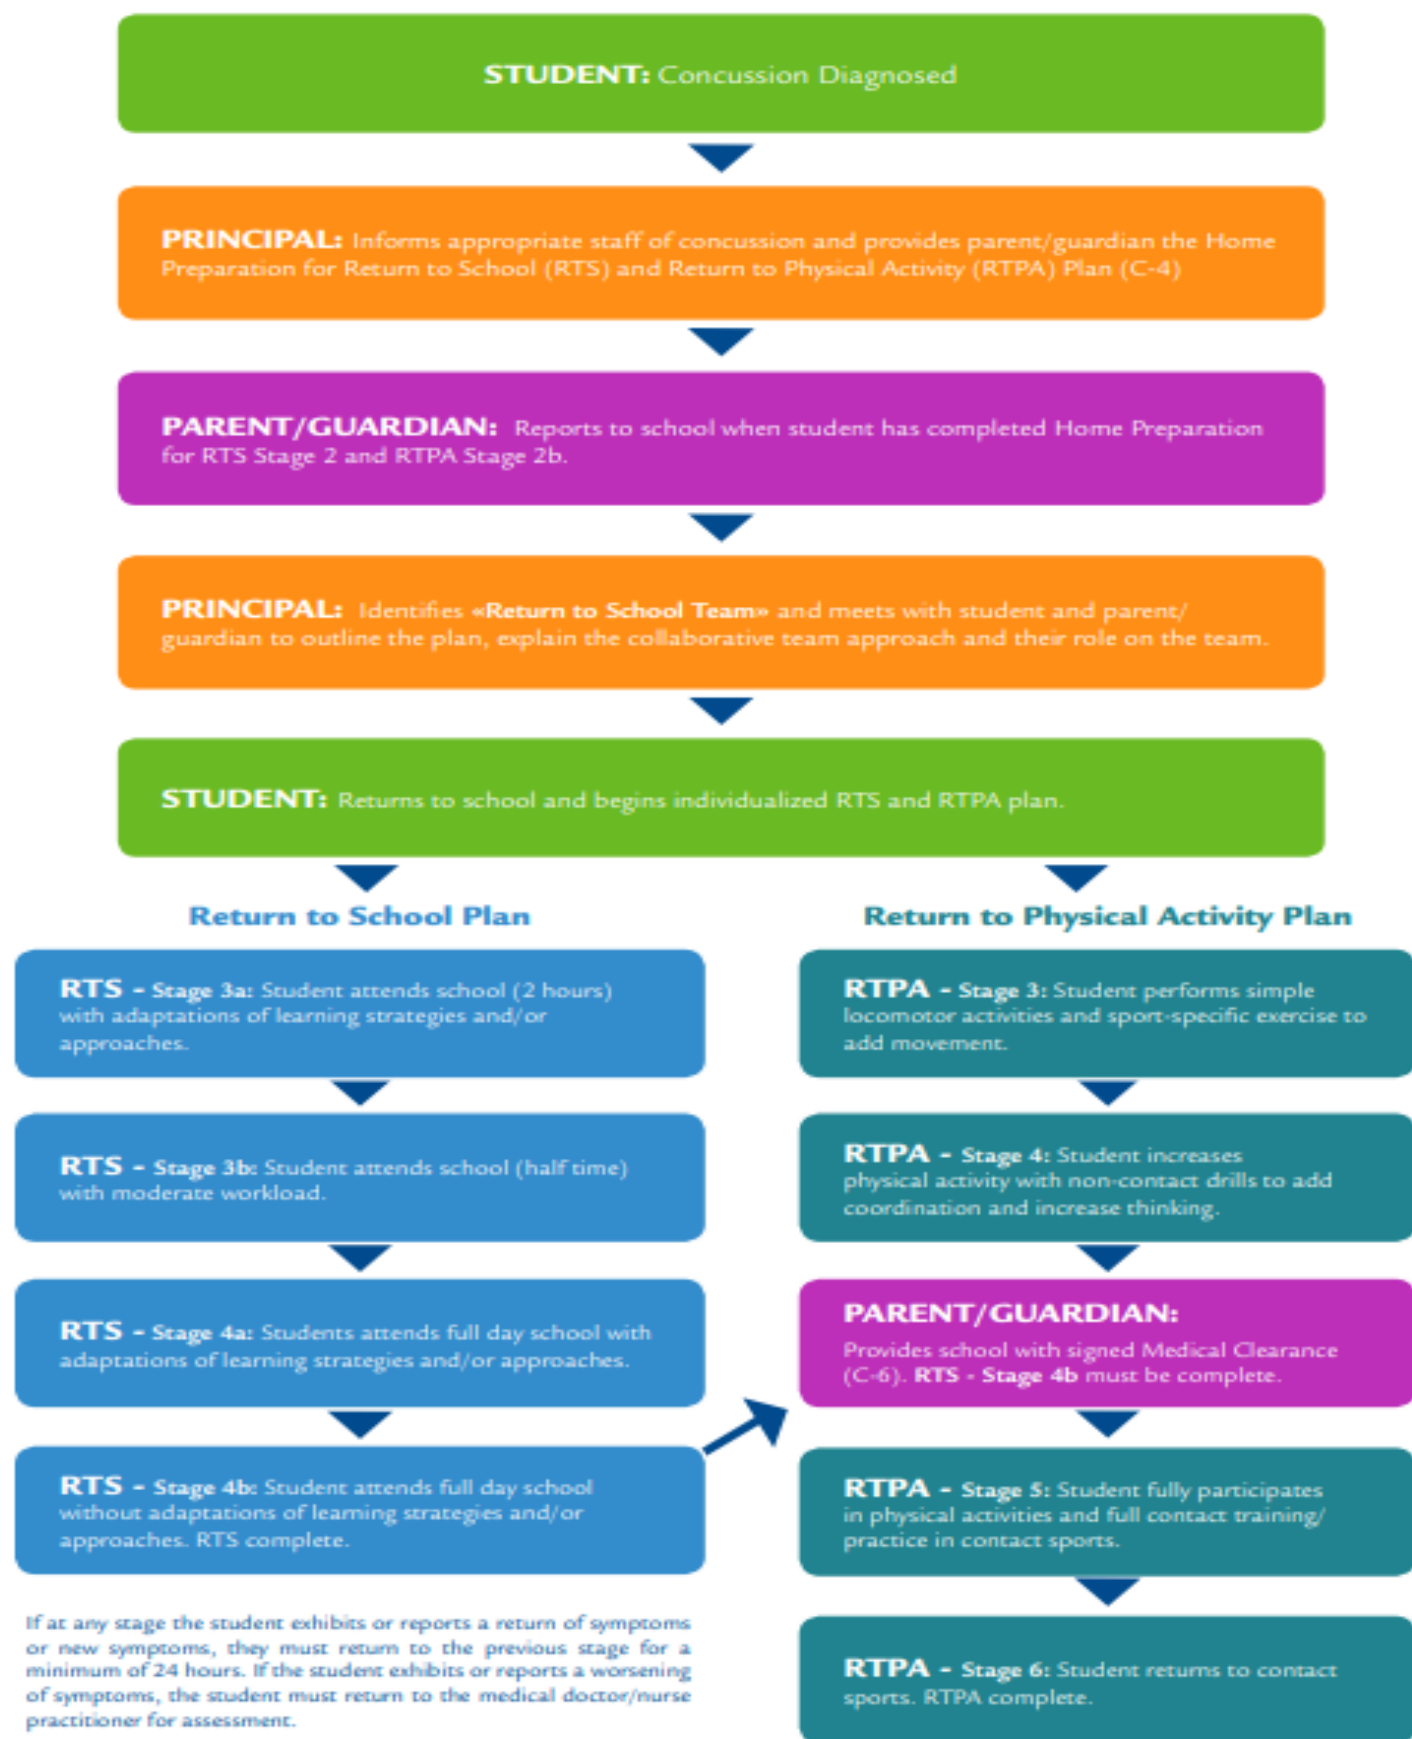 STUDENT: Concussion Diagnosed
PRINCIPAL: Informs appropriate staff of concussion and provides parent/guardian the Home
Preparation for Return to School (RTS) and Return to Physical Activity (RTPA) Plan (C-4)
PARENT/GUARDIAN: Reports to school when student has completed Home Preparation
for RTS Stage 2 and RTPA Stage 2b.
PRINCIPAL: Identifies «Return to School Team» and meets with student and parent/
guardian to outline the plan, explain the collaborative team approach and their role on the team.
STUDENT: Returns to school and begins individualized RTS and RTPA plan.
Return to School Plan
RTS - Stage 3a: Student attends school (2 hours)
with adaptations of learning strategies and/or
approaches.
RTS - Stage 3b: Student attends school (half time)
with moderate workload.
RTS - Stage 4a: Students attends full day school with
adaptations of learning strategies and/or approaches.
RTS - Stage 4b: Student attends full day school
without adaptations of learning strategies and/or
approaches. RTS complete.
If at any stage the student exhibits or reports a return of symptoms
or new symptoms, they must return to the previous stage for a
minimum of 24 hours. If the student exhibits or reports a worsening
of symptoms, the student must return to the medical doctor/nurse
practitioner for assessment.
Return to Physical Activity Plan
RTPA - Stage 3: Student performs simple
locomotor activities and sport-specific exercise to
add movement.
RTPA - Stage 4: Student increases
physical activity with non-contact drills to add
coordination and increase thinking.
PARENT/GUARDIAN:
Provides school with signed Medical Clearance
(C-6). RTS - Stage 4b must be complete.
RTPA - Stage 5: Student fully participates
in physical activities and full contact training/
practice in contact sports.
RTPA - Stage 6: Student returns to contact
sports. RTPA complete.